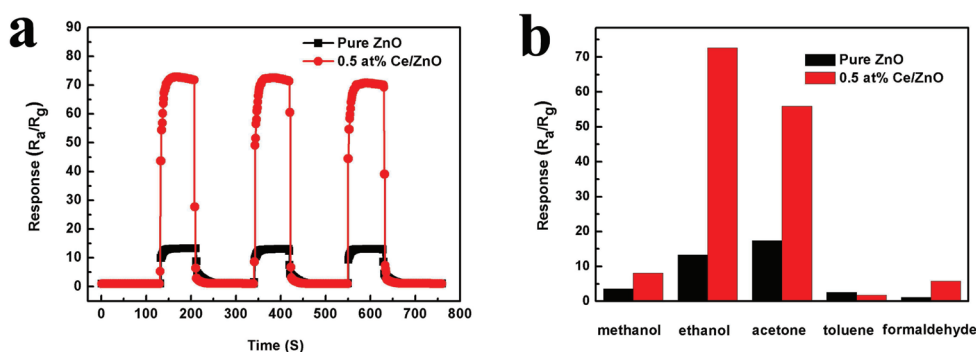 a
Pure ZnO
0.5 at% Ce/ZnO
Response (Ra/Rg)
90
80
70
60
50
40
30
20
10
0
0 100 200 300 400 500 600 700 800
Time (S)
b
Pure ZnO
0.5 at% Ce/ZnO
Response (Ra/Rg)
70
60
50
40
30
20
10
0
methanol ethanol acetone toluene formaldehyde